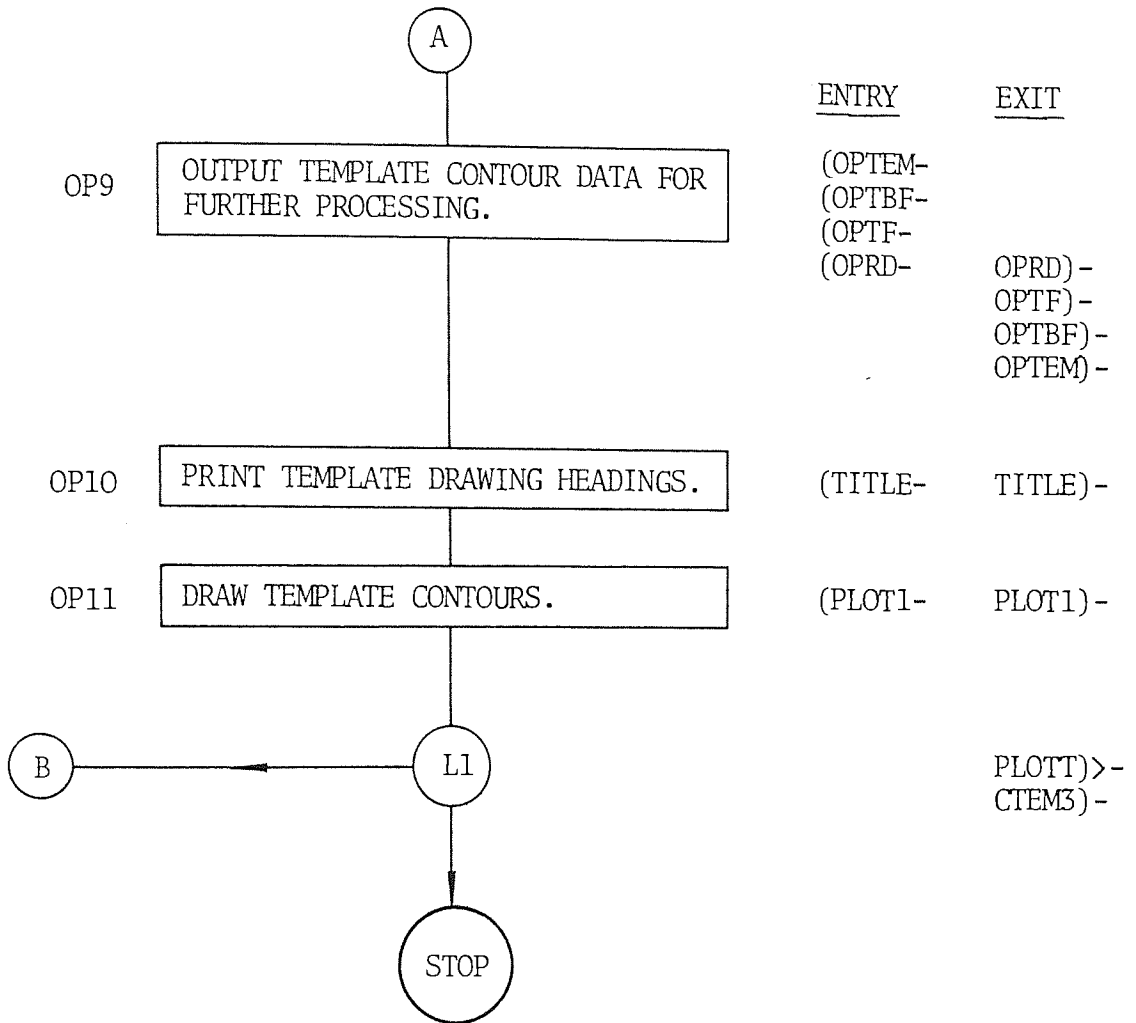 A
ENTRY EXIT
OP9 OUTPUT TEMPLATE CONTOUR DATA FOR
FURTHER PROCESSING.
(OPTEM-
(OPTBF-
(OPTF-
(OPRD- OPRD)-
OPTF)-
OPTBF)-
OPTEM)-
OP10 PRINT TEMPLATE DRAWING HEADINGS. (TITLE- TITLE)-
OP11 DRAW TEMPLATE CONTOURS. (PLOT1- PLOT1)-
B L1 PLOTT)>-
CTEM3)-
STOP